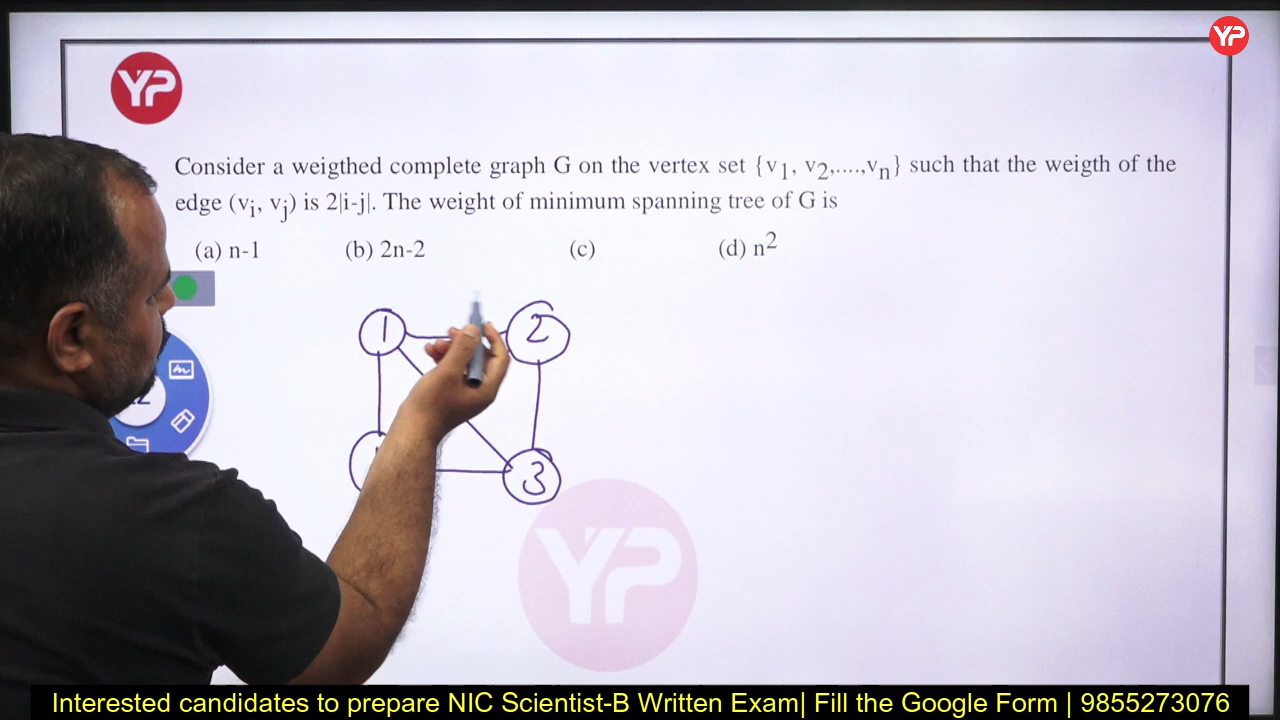 YP
YP
Consider a weigthed complete graph G on the vertex set {v1, v2,....,vn} such that the weigth of the
edge (vi, vj) is 2|i-j|. The weight of minimum spanning tree of G is
(a) n-1 (b) 2n-2 (c) (d) n2
1 2
3
YP
Interested candidates to prepare NIC Scientist-B Written Exam| Fill the Google Form | 9855273076